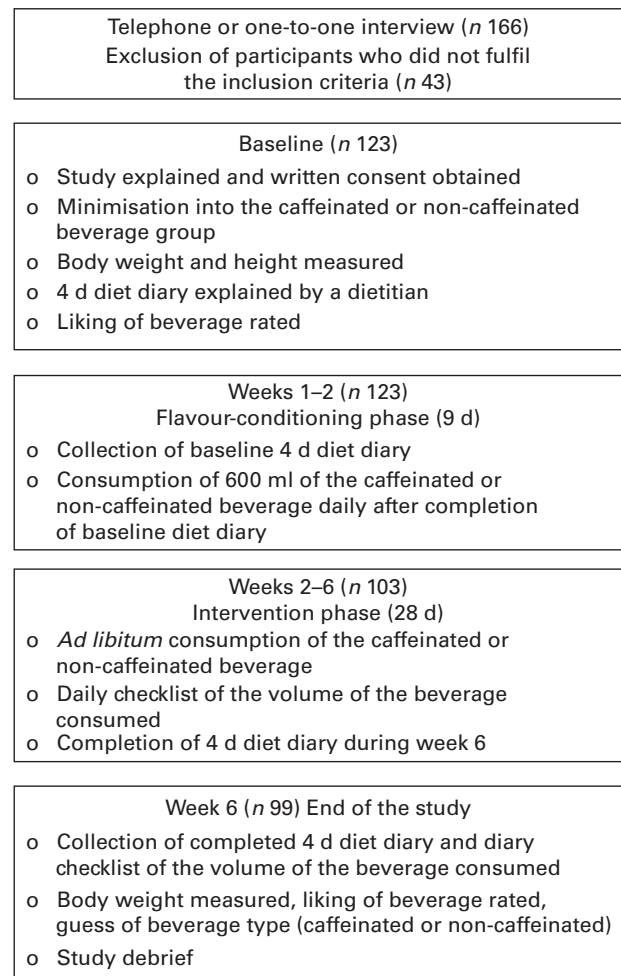 Telephone or one-to-one interview (n 166)
Exclusion of participants who did not fulfil
the inclusion criteria (n 43)
Baseline (n 123)
o Study explained and written consent obtained
o Minimisation into the caffeinated or non-caffeinated
beverage group
o Body weight and height measured
o 4 d diet diary explained by a dietitian
o Liking of beverage rated
Weeks 1–2 (n 123)
Flavour-conditioning phase (9 d)
o Collection of baseline 4 d diet diary
o Consumption of 600 ml of the caffeinated or
non-caffeinated beverage daily after completion
of baseline diet diary
Weeks 2–6 (n 103)
Intervention phase (28 d)
o Ad libitum consumption of the caffeinated or
non-caffeinated beverage
o Daily checklist of the volume of the beverage
consumed
o Completion of 4 d diet diary during week 6
Week 6 (n 99) End of the study
o Collection of completed 4 d diet diary and diary
checklist of the volume of the beverage consumed
o Body weight measured, liking of beverage rated,
guess of beverage type (caffeinated or non-caffeinated)
o Study debrief